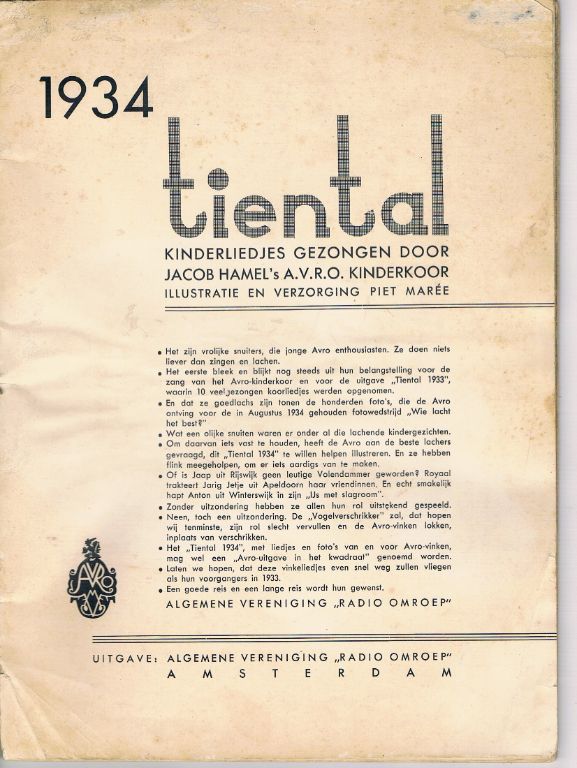 1934
tiental
KINDERLIEDJES GEZONGEN DOOR
JACOB HAMEL's A.V.R.O. KINDERKOOR
ILLUSTRATIE EN VERZORGING PIET MARÉE
• Het zijn vrolijke snuiters, die jonge Avro enthousiasten. Ze doen niets
liever dan zingen en lachen.
• Het eerste bleek en blijkt nog steeds uit hun belangstelling voor de
zang van het Avro-kinderkoor en voor de uitgave „Tiental 1933",
waarin 10 veelgezongen koorliedjes werden opgenomen.
• En dat ze goedlachs zijn tonen de honderden foto's, die de Avro
ontving voor de in Augustus 1934 gehouden fotowedstrijd „Wie lacht
het best?"
• Wat een olijke snuiten waren er onder al die lachende kindergezichten.
• Om daarvan iets vast te houden, heeft de Avro aan de beste lachers
gevraagd, dit „Tiental 1934" te willen helpen illustreren. En ze hebben
flink meegeholpen, om er iets aardigs van te maken.
• Of is Jaap uit Rijswijk geen leutige Volendammer geworden? Royaal
trakteert Jarig Jetje uit Apeldoorn haar vriendinnen. En echt smakelijk
hapt Anton uit Winterswijk in zijn „IJs met slagroom".
• Zonder uitzondering hebben ze allen hun rol uitstekend gespeeld.
• Neen, toch een uitzondering. De „Vogelverschrikker" zal, dat hopen
wij tenminste, zijn rol slecht vervullen en de Avro-vinken lokken,
inplaats van verschrikken.
• Het „Tiental 1934", met liedjes en foto's van en voor Avro-vinken,
mag wel een „Avro-uitgave in het kwadraat" genoemd worden.
• Laten we hopen, dat deze vinkeliedjes even snel weg zullen vliegen
als hun voorgangers in 1933.
• Een goede reis en een lange reis wordt hun gewenst.
ALGEMENE VERENIGING „RADIO OMROEP"
AVRO
UITGAVE: ALGEMENE VERENIGING „RADIO OMROEP"
AMSTERDAM